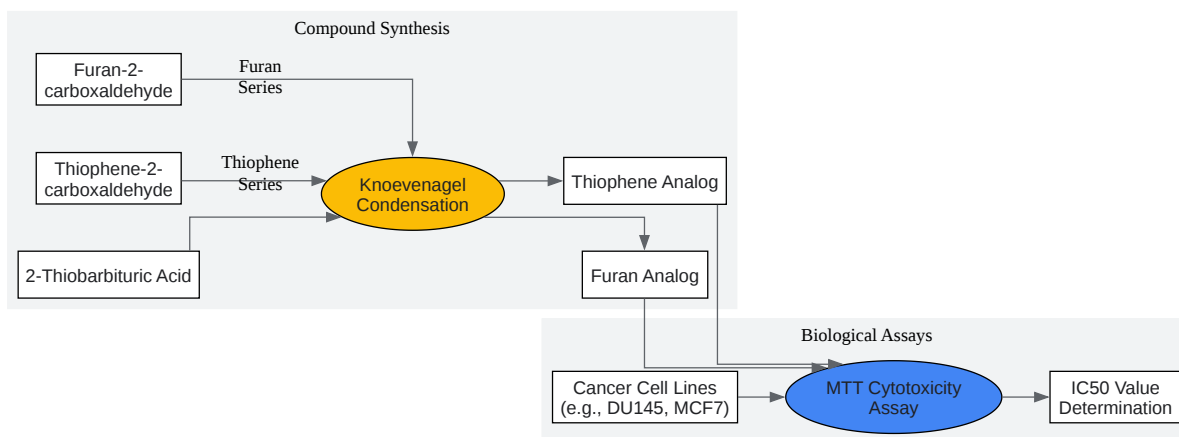 Compound Synthesis
Furan-2-
carboxaldehyde
Furan
Series
Thiophene-2-
carboxaldehyde
Thiophene
Series
Knoevenagel
Condensation
Thiophene Analog
2-Thiobarbituric Acid
Furan Analog
Biological Assays
Cancer Cell Lines
(e.g., DU145, MCF7)
MTT Cytotoxicity
Assay
IC50 Value
Determination